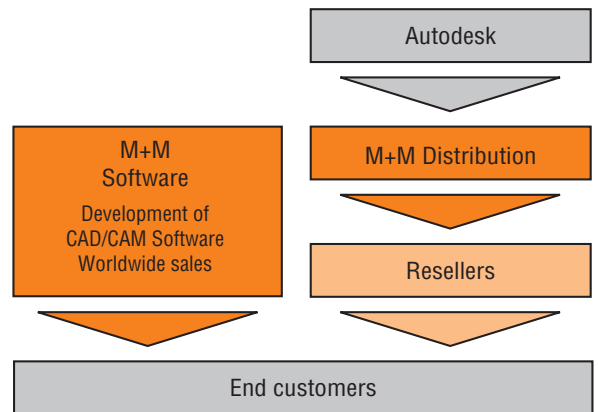 Autodesk
M+M
Software
Development of
CAD/CAM Software
Worldwide sales
M+M Distribution
Resellers
End customers